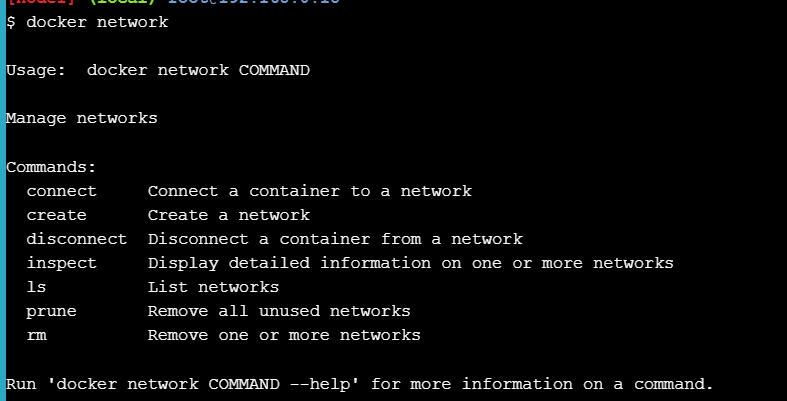 $ docker network
Usage:  docker network COMMAND
Manage networks
Commands:
  connect     Connect a container to a network
  create      Create a network
  disconnect  Disconnect a container from a network
  inspect     Display detailed information on one or more networks
  ls          List networks
  prune       Remove all unused networks
  rm          Remove one or more networks
Run 'docker network COMMAND --help' for more information on a command.